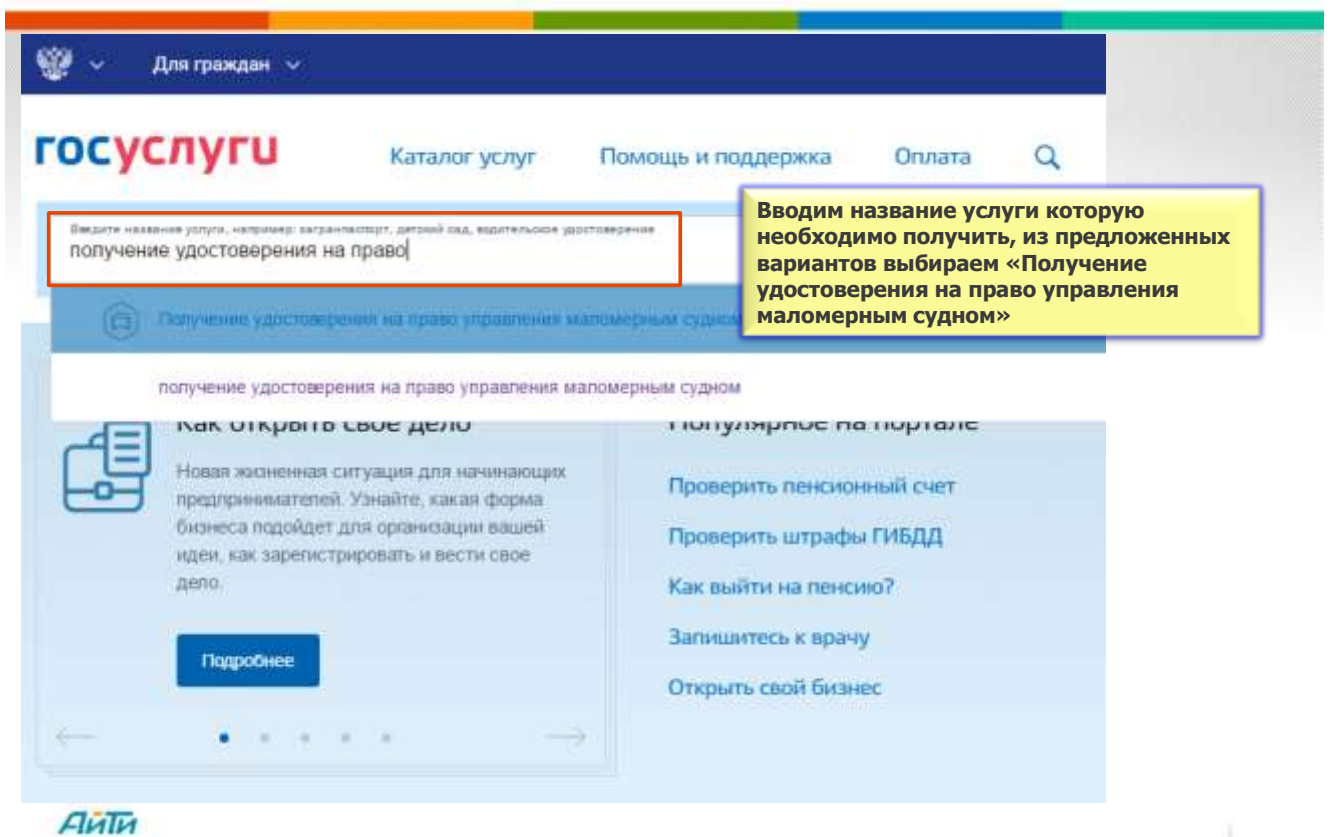 Для граждан
госуслуги
Каталог услуг
Помощь и поддержка
Оплата
Введите название услуги, например: загранпаспорт, детский сад, водительское удостоверение
получение удостоверения на право
Вводим название услуги которую
необходимо получить, из предложенных
вариантов выбираем «Получение
удостоверения на право управления
маломерным судном»
Получение удостоверения на право управления маломерным судном
получение удостоверения на право управления маломерным судном
Как открыть свое дело
Новая жизненная ситуация для начинающих
предпринимателей. Узнайте, какая форма
бизнеса подойдет для организации вашей
идеи, как зарегистрировать и вести свое
дело.
Подробнее
Популярное на портале
Проверить пенсионный счет
Проверить штрафы ГИБДД
Как выйти на пенсию?
Запишитесь к врачу
Открыть свой бизнес
АйТи